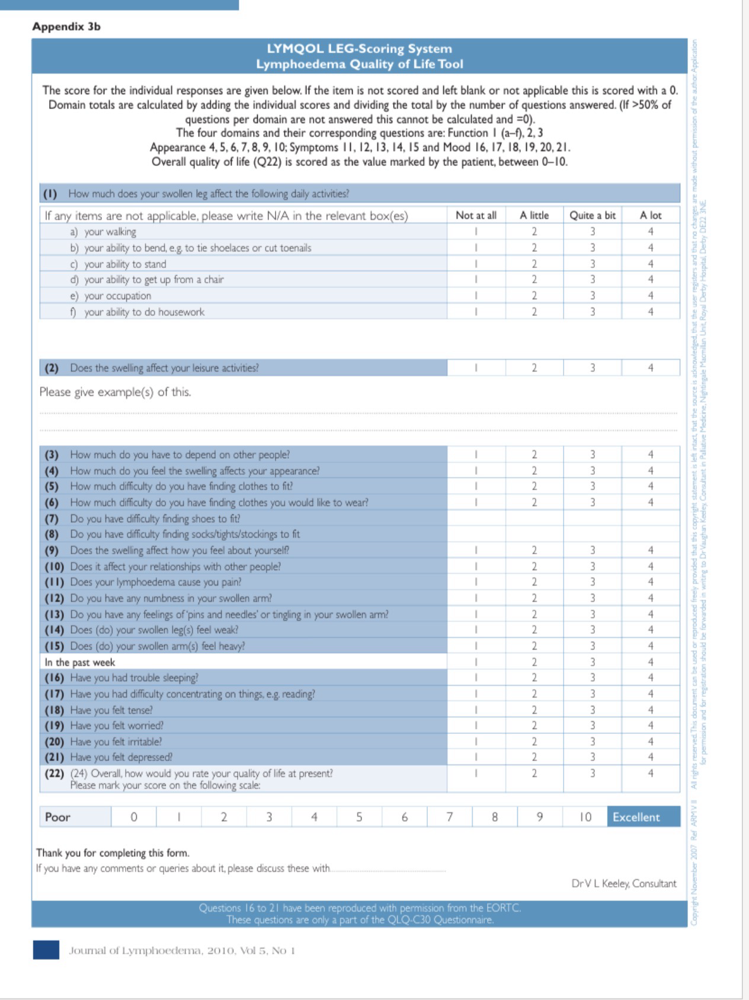 Appendix 3b
LYMQOL LEG-Scoring System
Lymphoedema Quality of Life Tool
The score for the individual responses are given below. If the item is not scored and left blank or not applicable this is scored with a 0.
Domain totals are calculated by adding the individual scores and dividing the total by the number of questions answered. (If >50% of
questions per domain are not answered this cannot be calculated and =0).
The four domains and their corresponding questions are: Function 1 (a–f), 2, 3
Appearance 4, 5, 6, 7, 8, 9, 10; Symptoms 11, 12, 13, 14, 15 and Mood 16, 17, 18, 19, 20, 21.
Overall quality of life (Q22) is scored as the value marked by the patient, between 0–10.
(1) How much does your swollen leg affect the following daily activities?
If any items are not applicable, please write N/A in the relevant box(es) Not at all A little Quite a bit A lot
a) your walking 1 2 3 4
b) your ability to bend, e.g. to tie shoelaces or cut toenails 1 2 3 4
c) your ability to stand 1 2 3 4
d) your ability to get up from a chair 1 2 3 4
e) your occupation 1 2 3 4
f) your ability to do housework 1 2 3 4
(2) Does the swelling affect your leisure activities? 1 2 3 4
Please give example(s) of this.
(3) How much do you have to depend on other people? 1 2 3 4
(4) How much do you feel the swelling affects your appearance? 1 2 3 4
(5) How much difficulty do you have finding clothes to fit? 1 2 3 4
(6) How much difficulty do you have finding clothes you would like to wear? 1 2 3 4
(7) Do you have difficulty finding shoes to fit?
(8) Do you have difficulty finding socks/tights/stockings to fit
(9) Does the swelling affect how you feel about yourself? 1 2 3 4
(10) Does it affect your relationships with other people? 1 2 3 4
(11) Does your lymphoedema cause you pain? 1 2 3 4
(12) Do you have any numbness in your swollen arm? 1 2 3 4
(13) Do you have any feelings of 'pins and needles' or tingling in your swollen arm? 1 2 3 4
(14) Does (do) your swollen leg(s) feel weak? 1 2 3 4
(15) Does (do) your swollen arm(s) feel heavy? 1 2 3 4
In the past week 1 2 3 4
(16) Have you had trouble sleeping? 1 2 3 4
(17) Have you had difficulty concentrating on things, e.g. reading? 1 2 3 4
(18) Have you felt tense? 1 2 3 4
(19) Have you felt worried? 1 2 3 4
(20) Have you felt irritable? 1 2 3 4
(21) Have you felt depressed? 1 2 3 4
(22) (24) Overall, how would you rate your quality of life at present? 1 2 3 4
Please mark your score on the following scale:
Poor 0 1 2 3 4 5 6 7 8 9 10 Excellent
Thank you for completing this form.
If you have any comments or queries about it, please discuss these with
Dr V L Keeley, Consultant
Questions 16 to 21 have been reproduced with permission from the EORTC.
These questions are only a part of the QLQ-C30 Questionnaire.
Journal of Lymphoedema, 2010, Vol 5, No 1
Copyright November 2007 Ref ARMV II All rights reserved. This document can be used or reproduced freely provided that this copyright statement is left intact, that the source is acknowledged, that the user registers and that no changes are made without permission of the author. Application
for permission and for registration should be forwarded in writing to Dr Vaughan Keeley, Consultant in Palliative Medicine, Nightingale Macmillan Unit, Royal Derby Hospital, Derby DE22 3NE